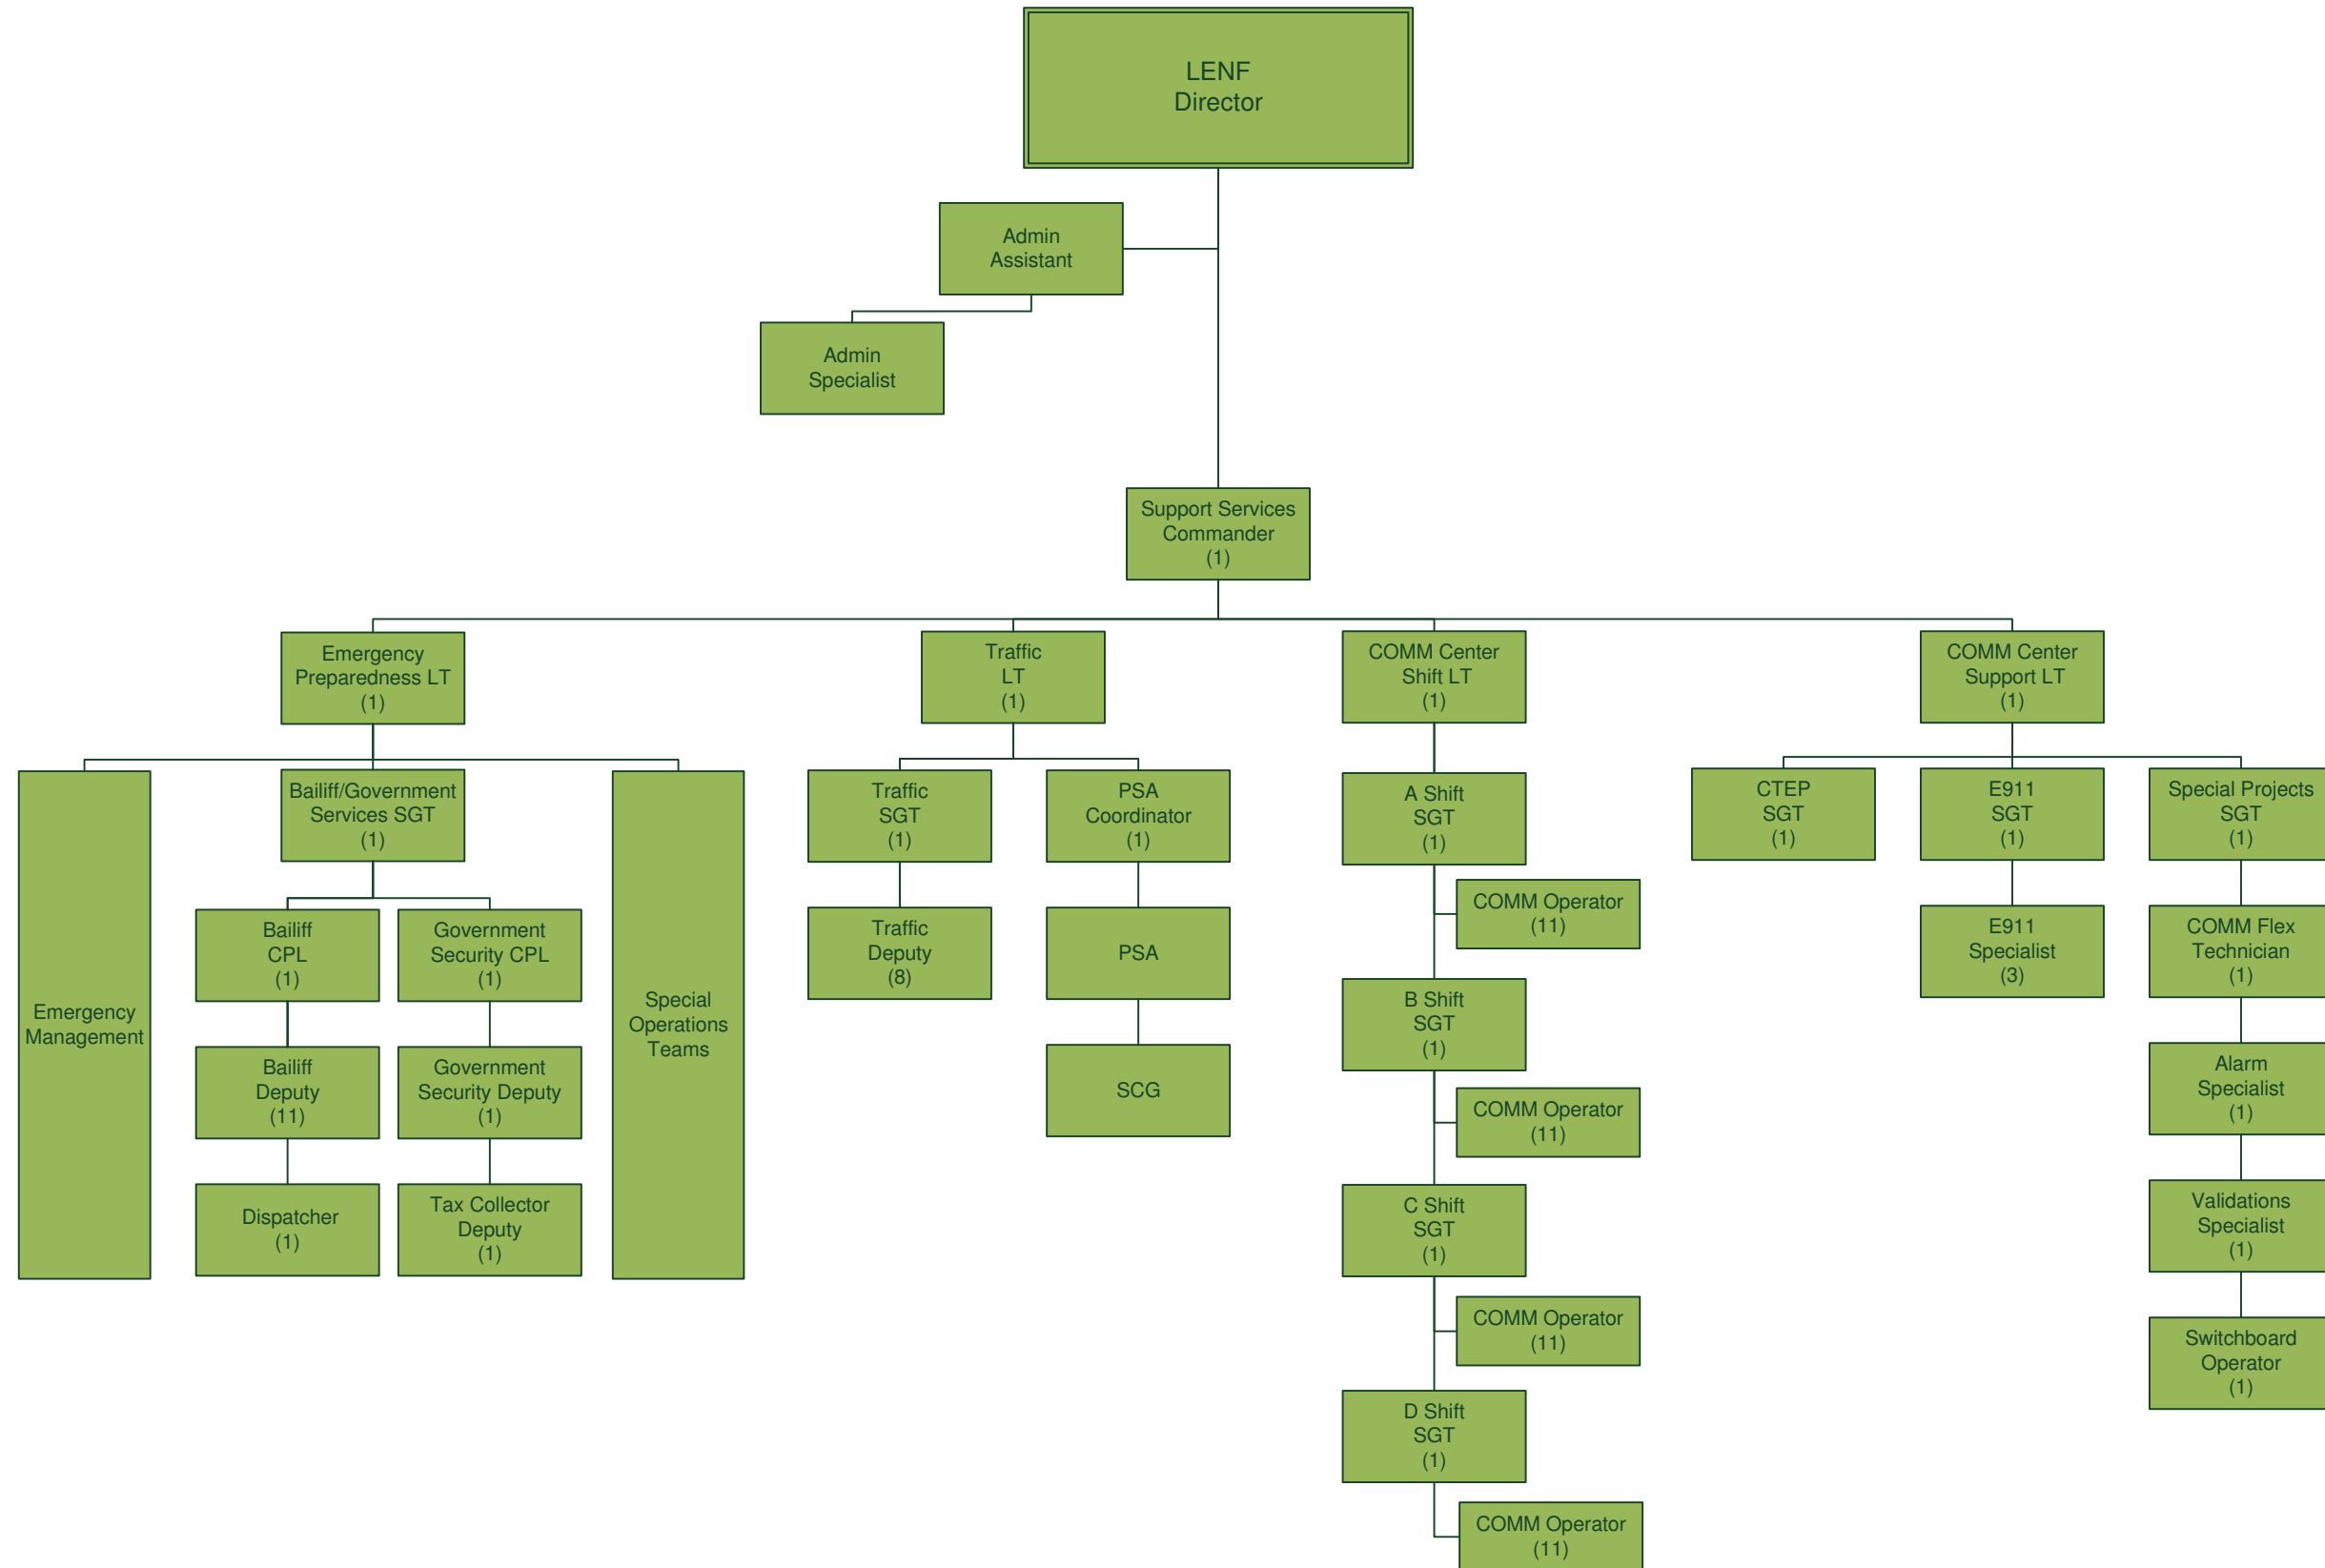 LENF
Director
Admin
Assistant
Admin
Specialist
Support Services
Commander
(1)
Emergency
Preparedness LT
(1)
Traffic
LT
(1)
COMM Center
Shift LT
(1)
COMM Center
Support LT
(1)
Emergency
Management
Bailiff/Government
Services SGT
(1)
Bailiff
CPL
(1)
Bailiff
Deputy
(11)
Dispatcher
(1)
Government
Security CPL
(1)
Government
Security Deputy
(1)
Tax Collector
Deputy
(1)
Special
Operations
Teams
Traffic
SGT
(1)
Traffic
Deputy
(8)
PSA
Coordinator
(1)
PSA
SCG
A Shift
SGT
(1)
COMM Operator
(11)
B Shift
SGT
(1)
COMM Operator
(11)
C Shift
SGT
(1)
COMM Operator
(11)
D Shift
SGT
(1)
COMM Operator
(11)
CTEP
SGT
(1)
E911
SGT
(1)
E911
Specialist
(3)
Special Projects
SGT
(1)
COMM Flex
Technician
(1)
Alarm
Specialist
(1)
Validations
Specialist
(1)
Switchboard
Operator
(1)